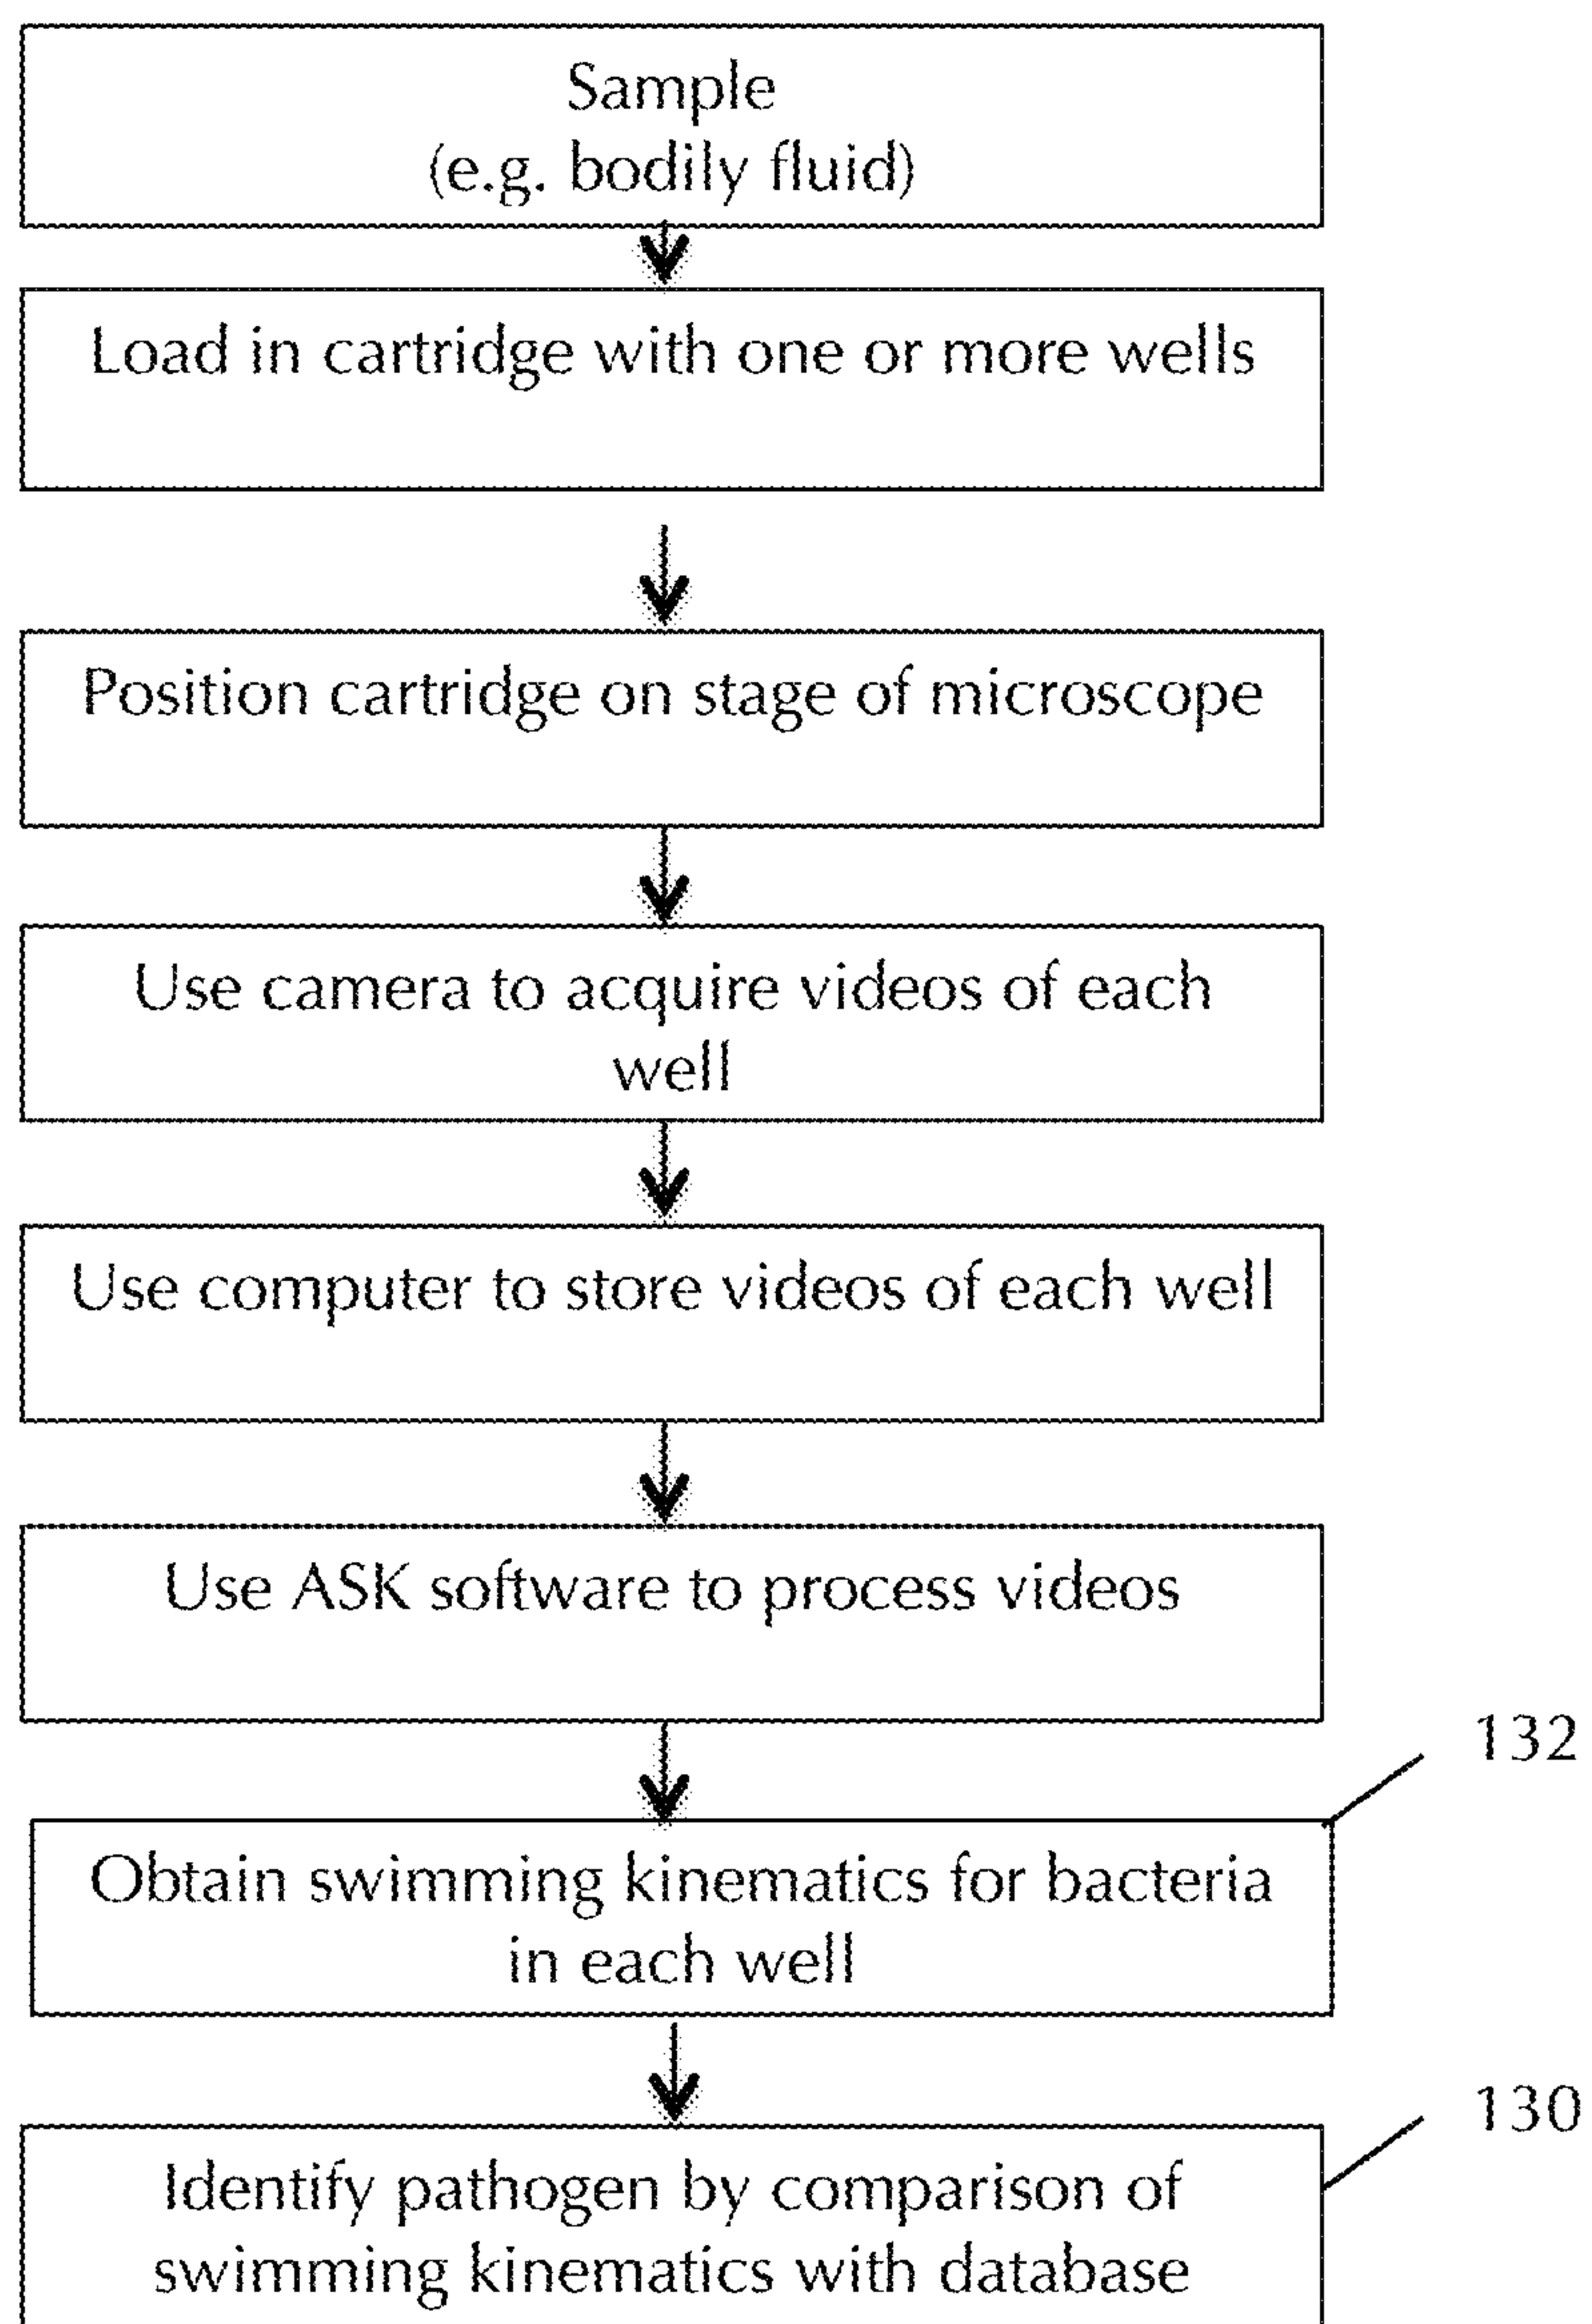 Sample
(e.g. bodily fluid)
Load in cartridge with one or more wells
Position cartridge on stage of microscope
Use camera to acquire videos of each
well
Use computer to store videos of each well
Use ASK software to process videos
132
Obtain swimming kinematics for bacteria
in each well
130
Identify pathogen by comparison of
swimming kinematics with database